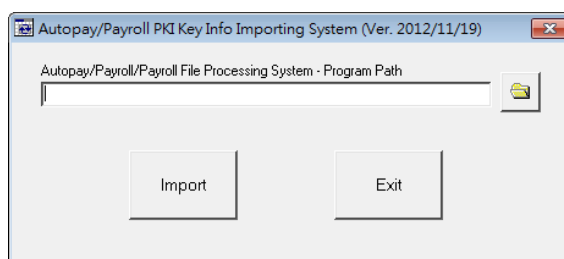 Autopay/Payroll PKI Key Info Importing System (Ver. 2012/11/19)
Autopay/Payroll/Payroll File Processing System - Program Path
Import
Exit